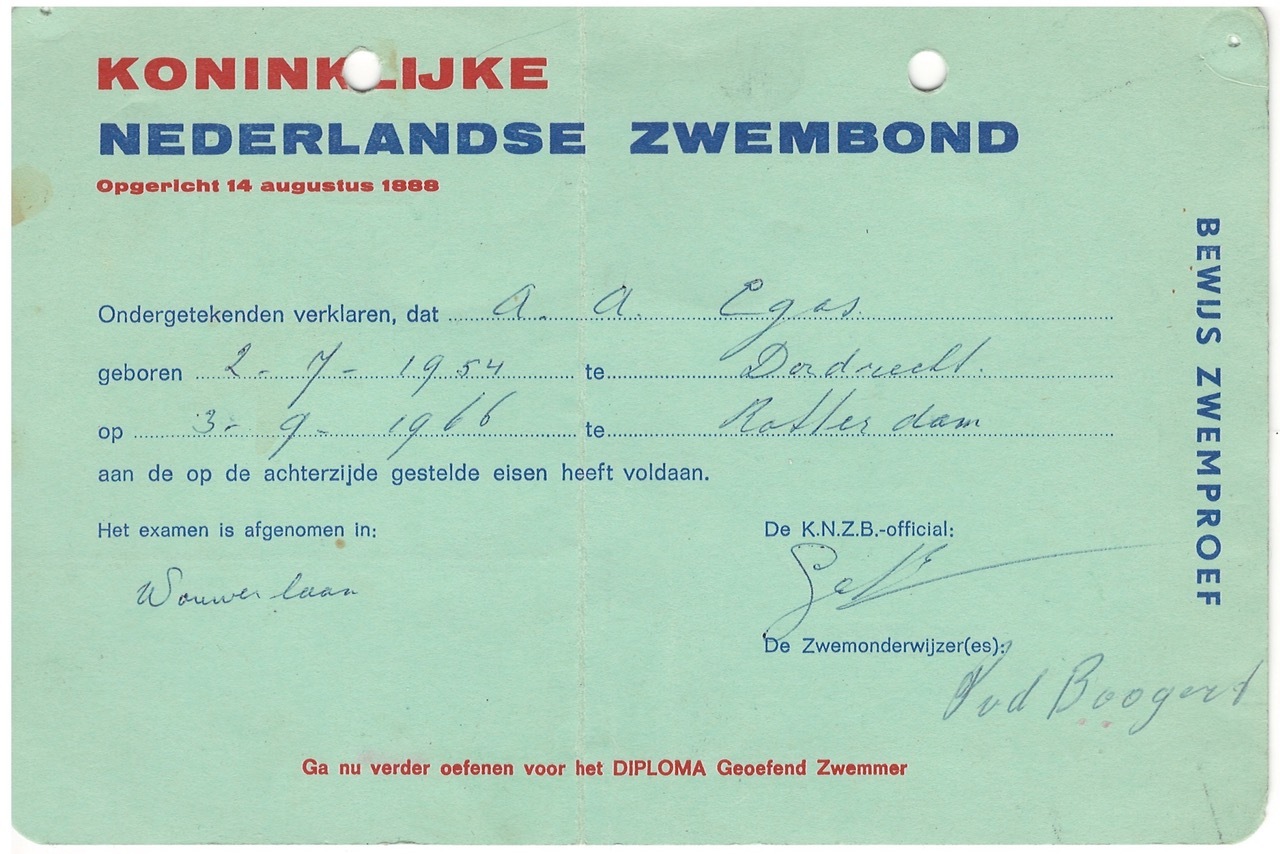 KONINKLIJKE
NEDERLANDSE ZWEMBOND
Opgericht 14 augustus 1888
Ondergetekenden verklaren, dat A. A. Egas.
geboren 2-7-1954 te Dordrecht.
op 3-9-1966 te Rotterdam
aan de op de achterzijde gestelde eisen heeft voldaan.
Het examen is afgenomen in:
Wouwerlaan
De K.N.Z.B.-official:
De Zwemonderwijzer(es):
vd Boogert
Ga nu verder oefenen voor het DIPLOMA Geoefend Zwemmer
BEWIJS ZWEMPROEF